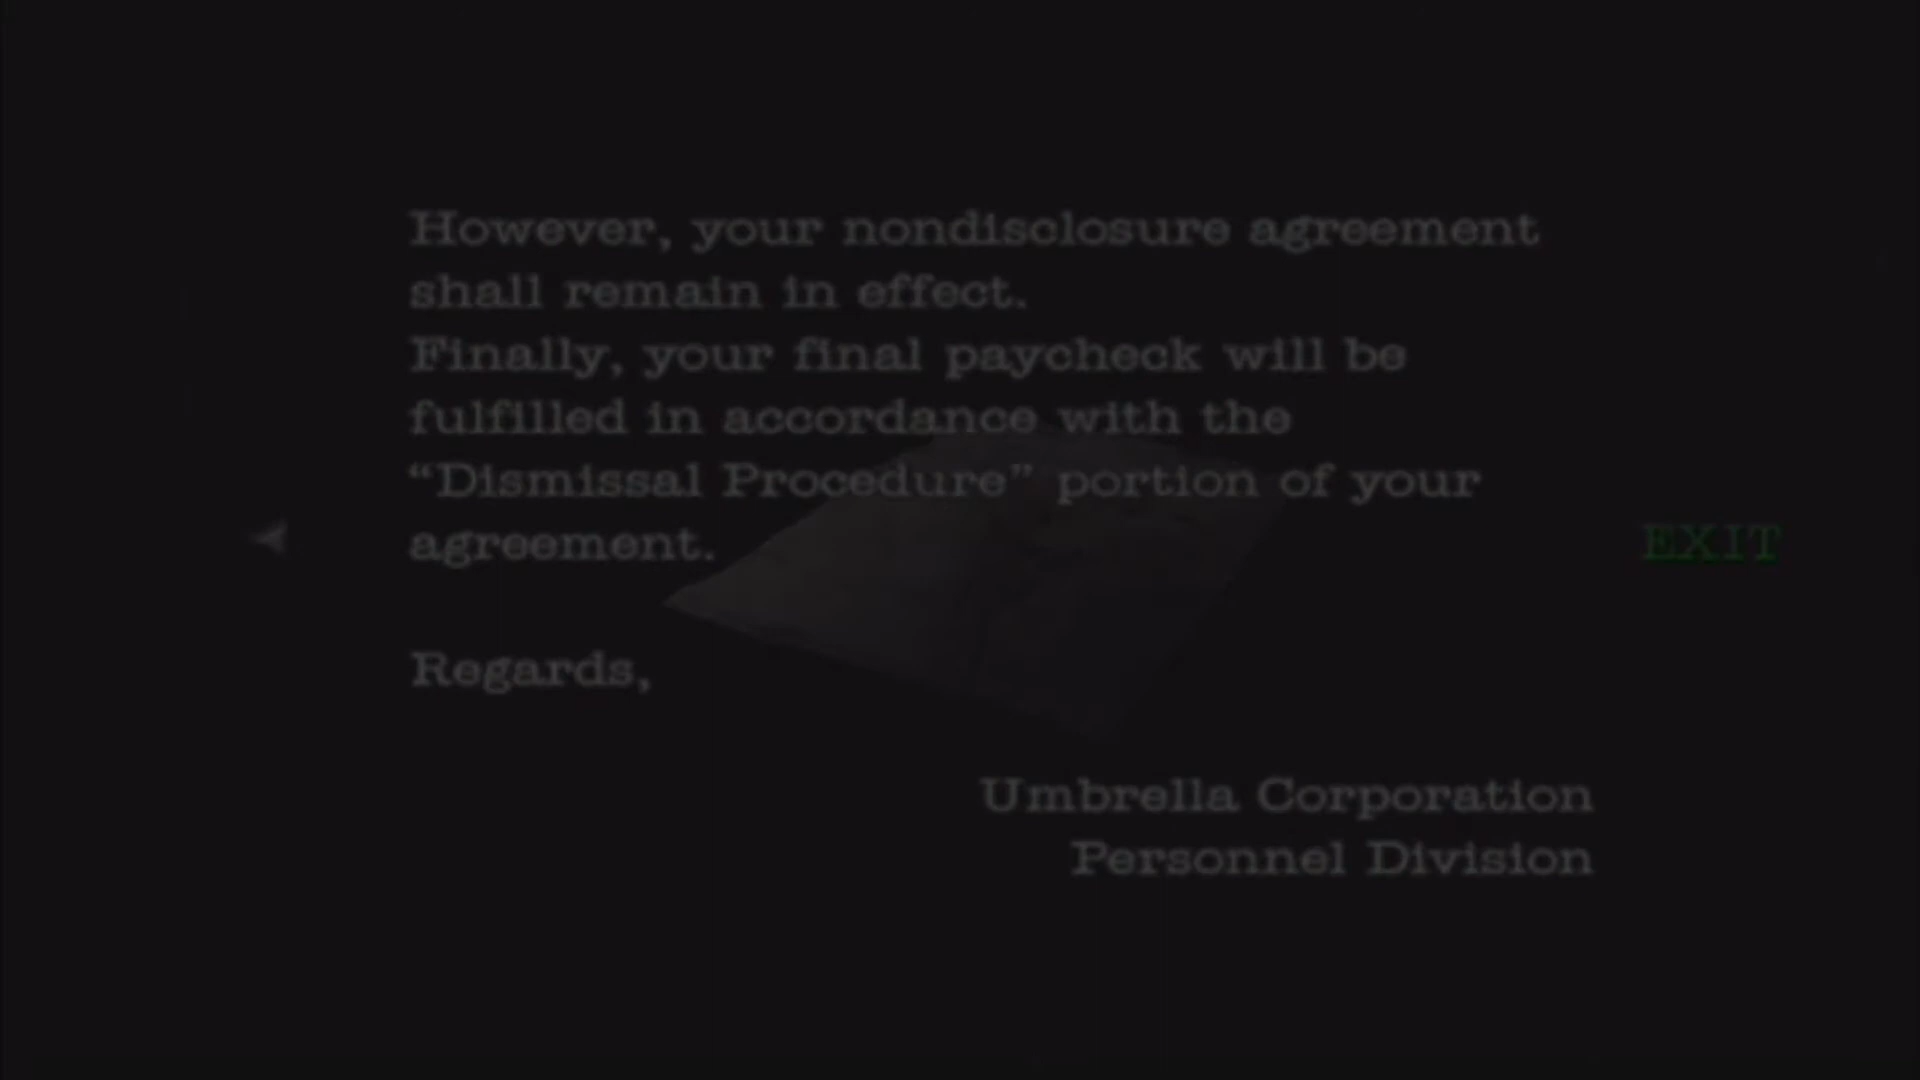 However, your nondisclosure agreement
shall remain in effect.
Finally, your final paycheck will be
fulfilled in accordance with the
“Dismissal Procedure” portion of your
agreement.
EXIT
Regards,
Umbrella Corporation
Personnel Division